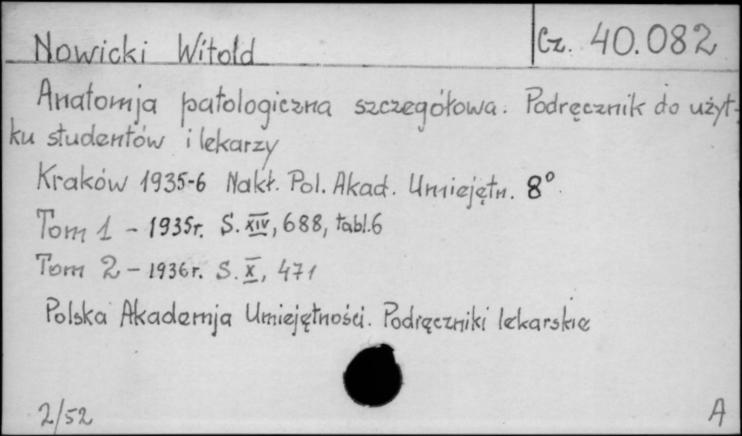 Nowicki Witold
Cz. 40.082
Anatomja patologiczna szczegółowa. Podręcznik do użyt-
ku studentów i lekarzy
Kraków 1935-6 Nakł. Pol. Akad. Umiejętn. 8°.
Tom 1 - 1935r. S. XIV, 688, tabl.6
Tom 2 - 1936r. S. X, 471
Polska Akademja Umiejętności. Podręczniki lekarskie
2/52
A